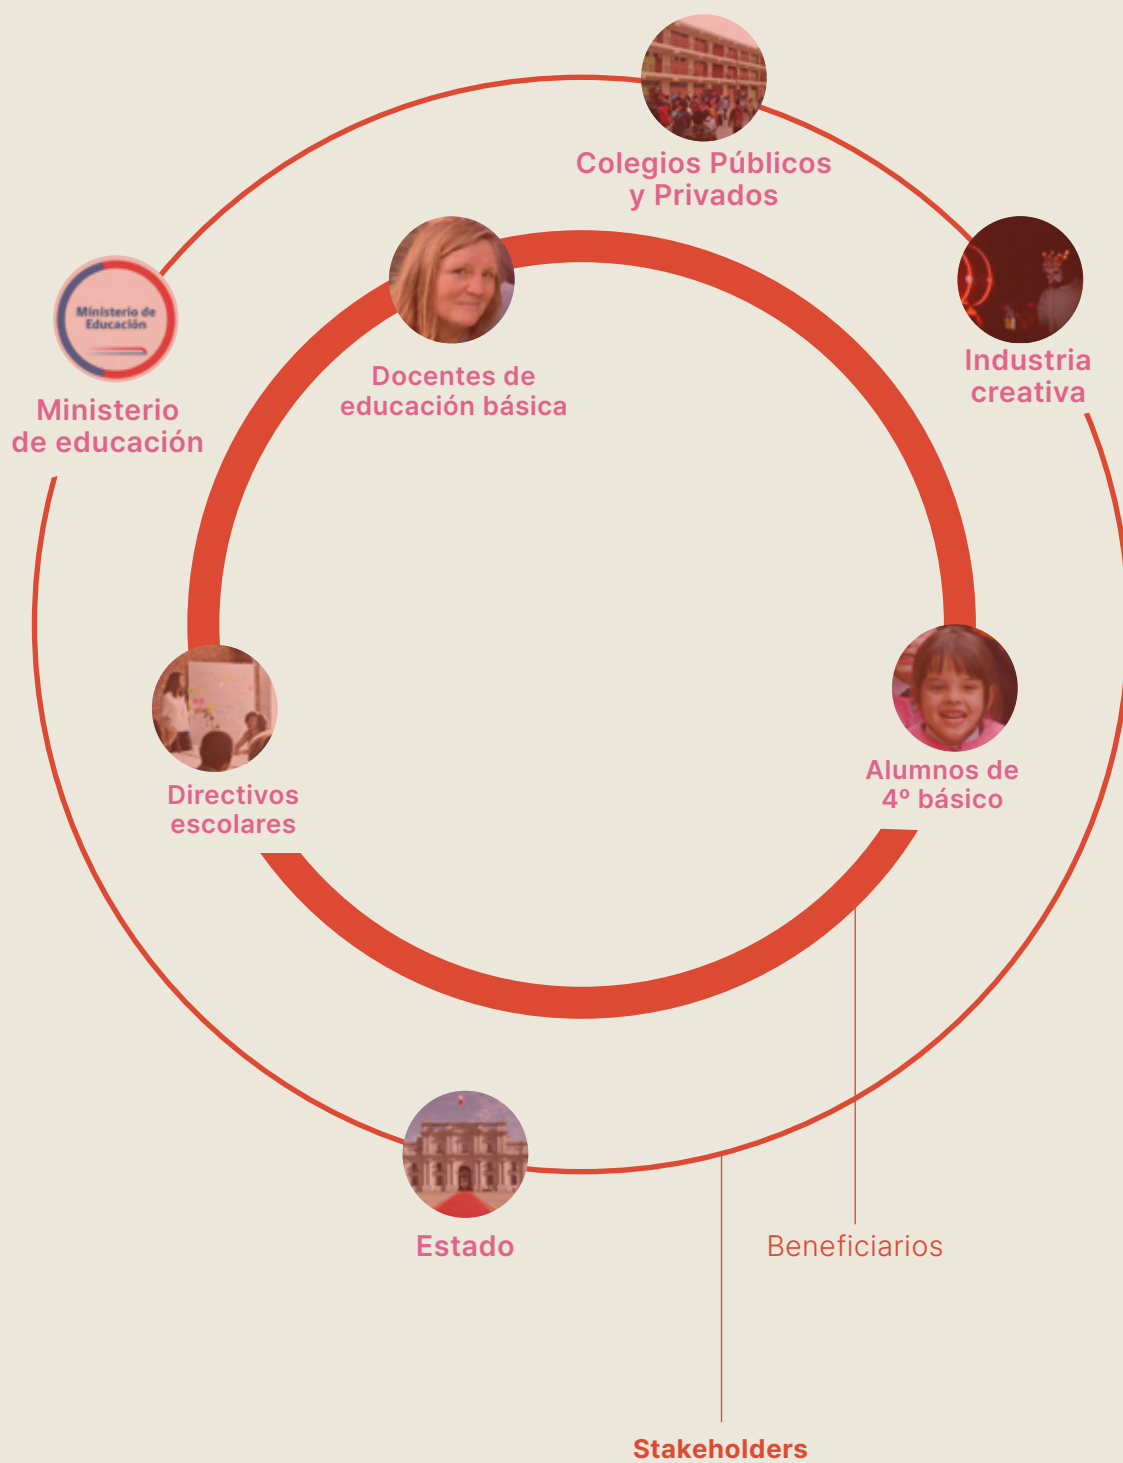 Colegios Públicos
y Privados
Ministerio de
Educación
Industria
creativa
Docentes de
educación básica
Ministerio
de educación
Alumnos de
4º básico
Directivos
escolares
Estado
Beneficiarios
Stakeholders